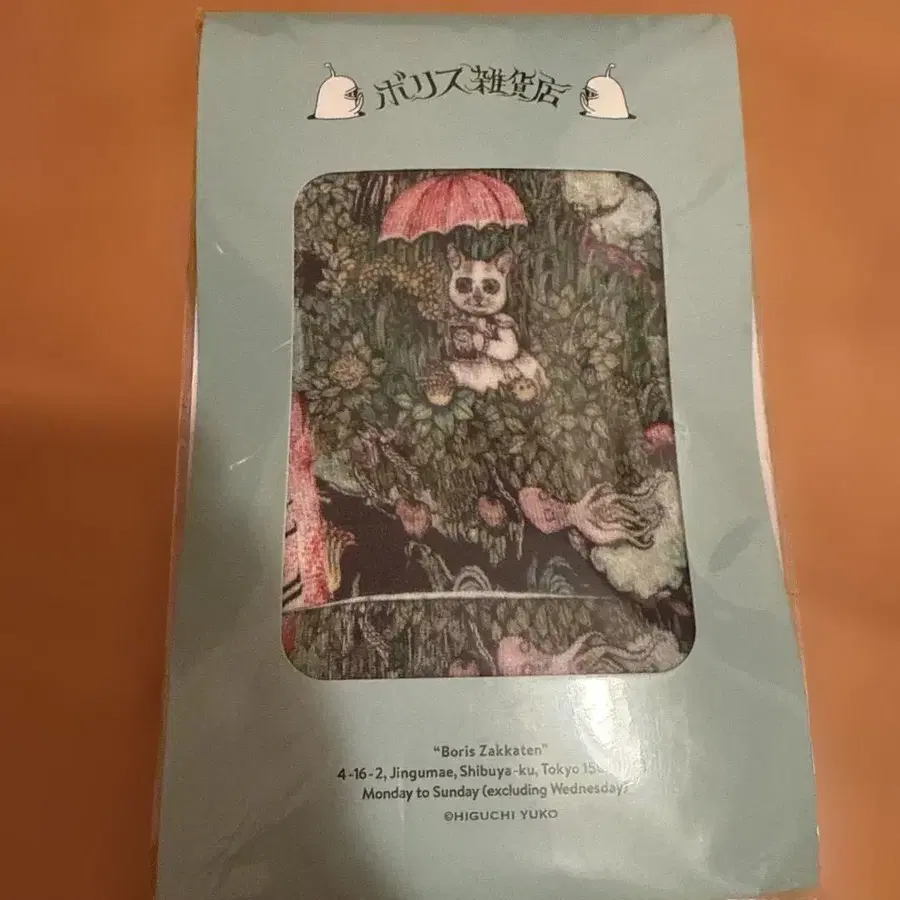 ボリス雑貨店
"Boris Zakkaten"
4-16-2, Jingumae, Shibuya-ku, Tokyo
Monday to Sunday (excluding Wednesday)
©HIGUCHI YUKO